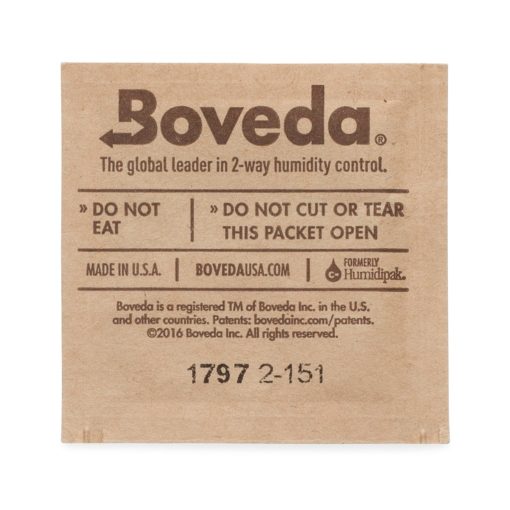 Boveda®
The global leader in 2-way humidity control.
» DO NOT
EAT
» DO NOT CUT OR TEAR
THIS PACKET OPEN
MADE IN U.S.A. | BOVEDAUSA.COM | FORMERLY
Humidipak®
Boveda is a registered TM of Boveda Inc. in the U.S.
and other countries. Patents: bovedainc.com/patents.
©2016 Boveda Inc. All rights reserved.
1797 2-151